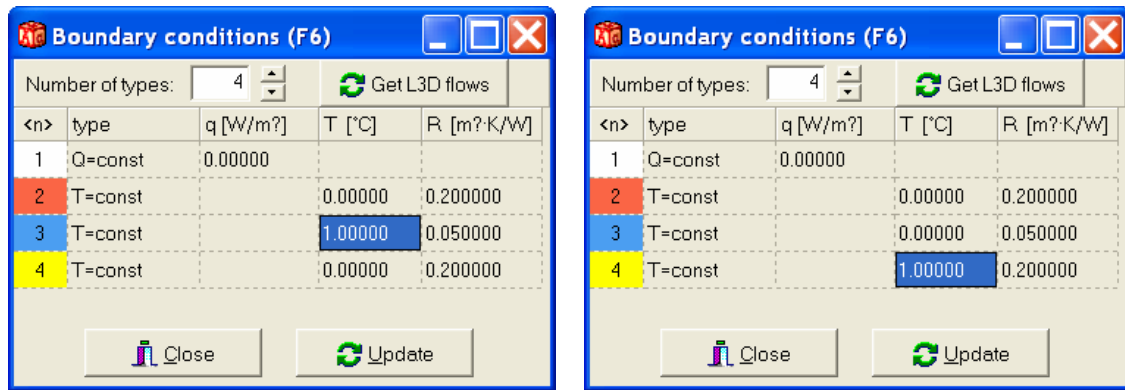 Boundary conditions (F6)
Number of types: 4 Get L3D flows
<n> type q [W/m?] T [°C] R [m?·K/W]
1 Q=const 0.00000
2 T=const 0.00000 0.200000
3 T=const 1.00000 0.050000
4 T=const 0.00000 0.200000
Close Update
Boundary conditions (F6)
Number of types: 4 Get L3D flows
<n> type q [W/m?] T [°C] R [m?·K/W]
1 Q=const 0.00000
2 T=const 0.00000 0.200000
3 T=const 0.00000 0.050000
4 T=const 1.00000 0.200000
Close Update